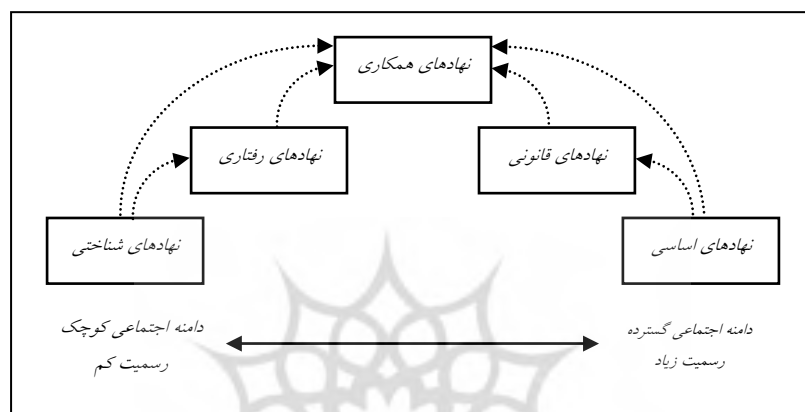 نهادهای همکاری
نهادهای قانونی
نهادهای رفتاری
نهادهای اساسی
نهادهای شناختی
دامنه اجتماعی گسترده
رسمیت زیاد
دامنه اجتماعی کوچک
رسمیت کم